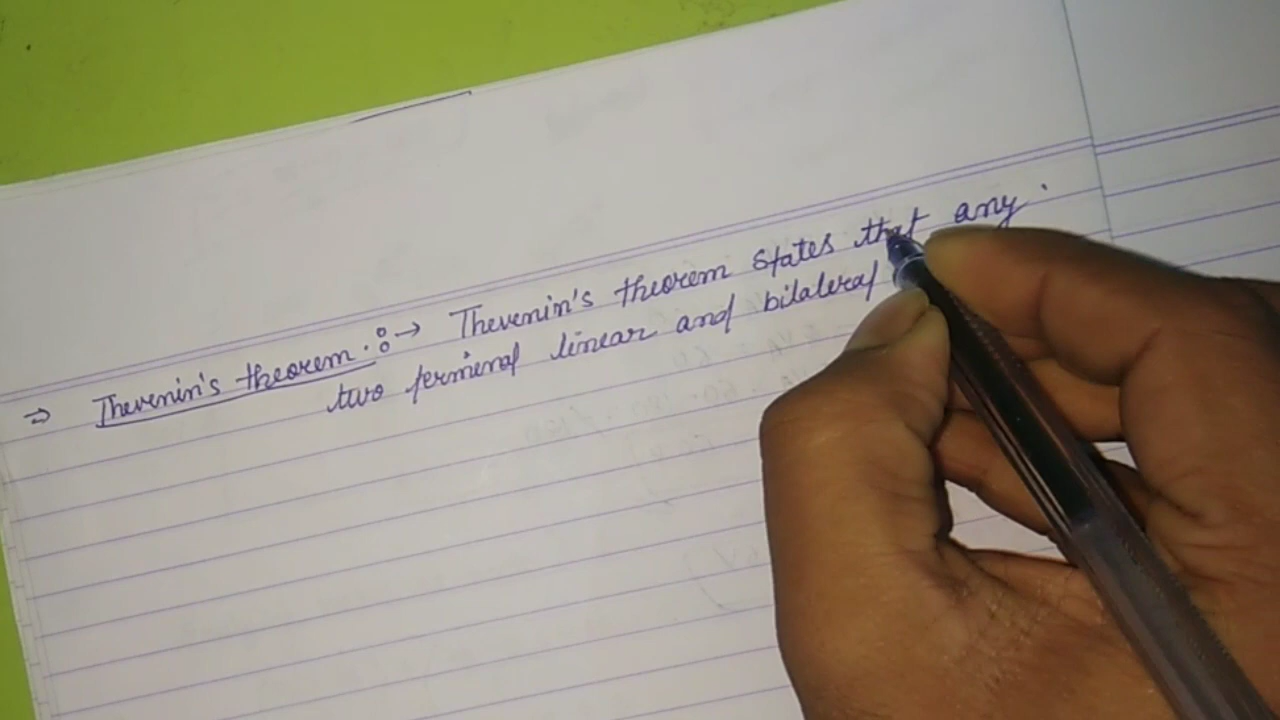 ⇒ Thevenin's theorem :→ Thevenin's theorem states that any
two terminal linear and bilateral